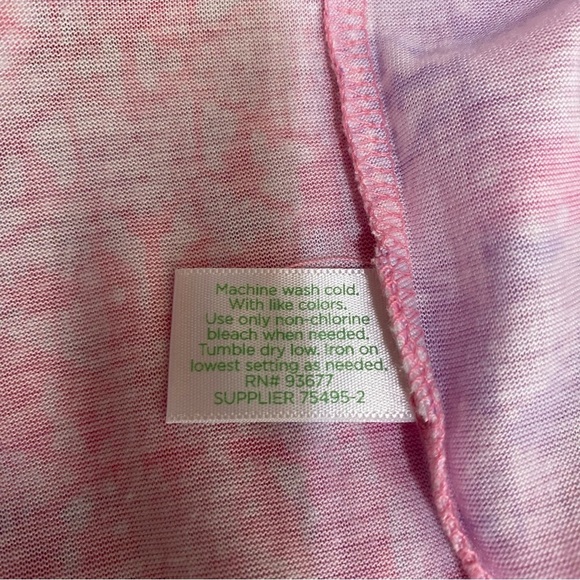 Machine wash cold.
With like colors.
Use only non-chlorine
bleach when needed.
Tumble dry low. Iron on
lowest setting as needed.
RN# 93677
SUPPLIER 75495-2